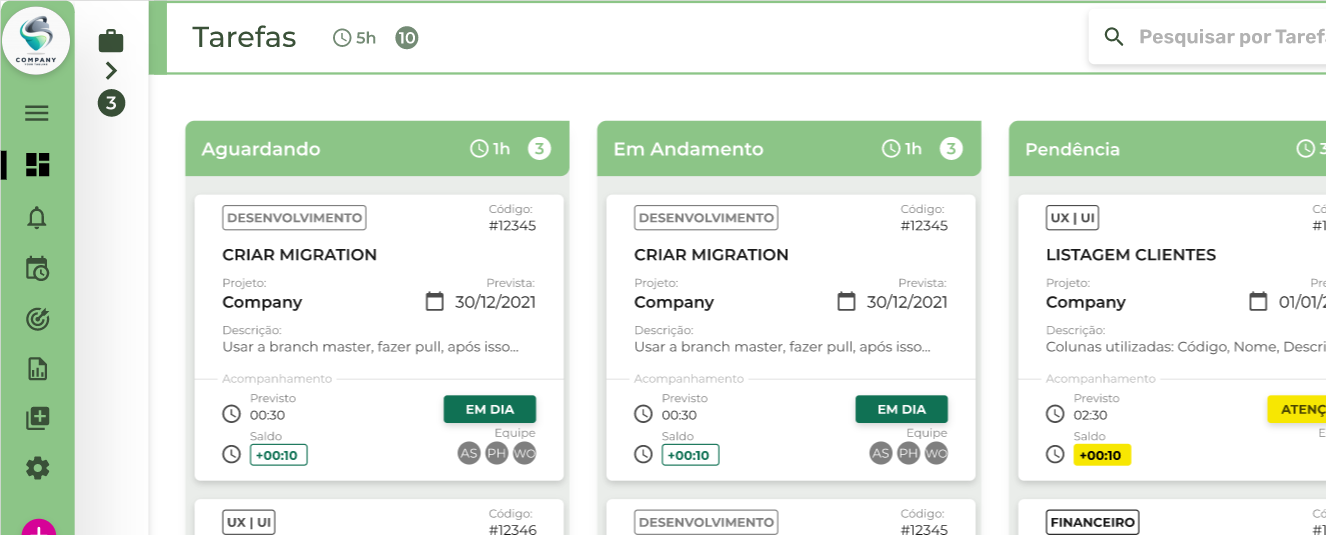 COMPANY
3
Tarefas 5h 10
Pesquisar por
Aguardando 1h 3
DESENVOLVIMENTO Código:
#12345
CRIAR MIGRATION
Projeto: Prevista:
Company 30/12/2021
Descrição:
Usar a branch master, fazer pull, após isso...
Acompanhamento
Previsto
00:30 EM DIA
Saldo Equipe
+00:10 AS PH WO
UX | UI Código:
#12346
Em Andamento 1h 3
DESENVOLVIMENTO Código:
#12345
CRIAR MIGRATION
Projeto: Prevista:
Company 30/12/2021
Descrição:
Usar a branch master, fazer pull, após isso...
Acompanhamento
Previsto
00:30 EM DIA
Saldo Equipe
+00:10 AS PH WO
DESENVOLVIMENTO Código:
#12345
Pendência
UX | UI
LISTAGEM CLIENTES
Projeto:
Company
Descrição:
Colunas utilizadas: Código, Nome,
Acompanhamento
Previsto
02:30
Saldo
+00:10
FINANCEIRO